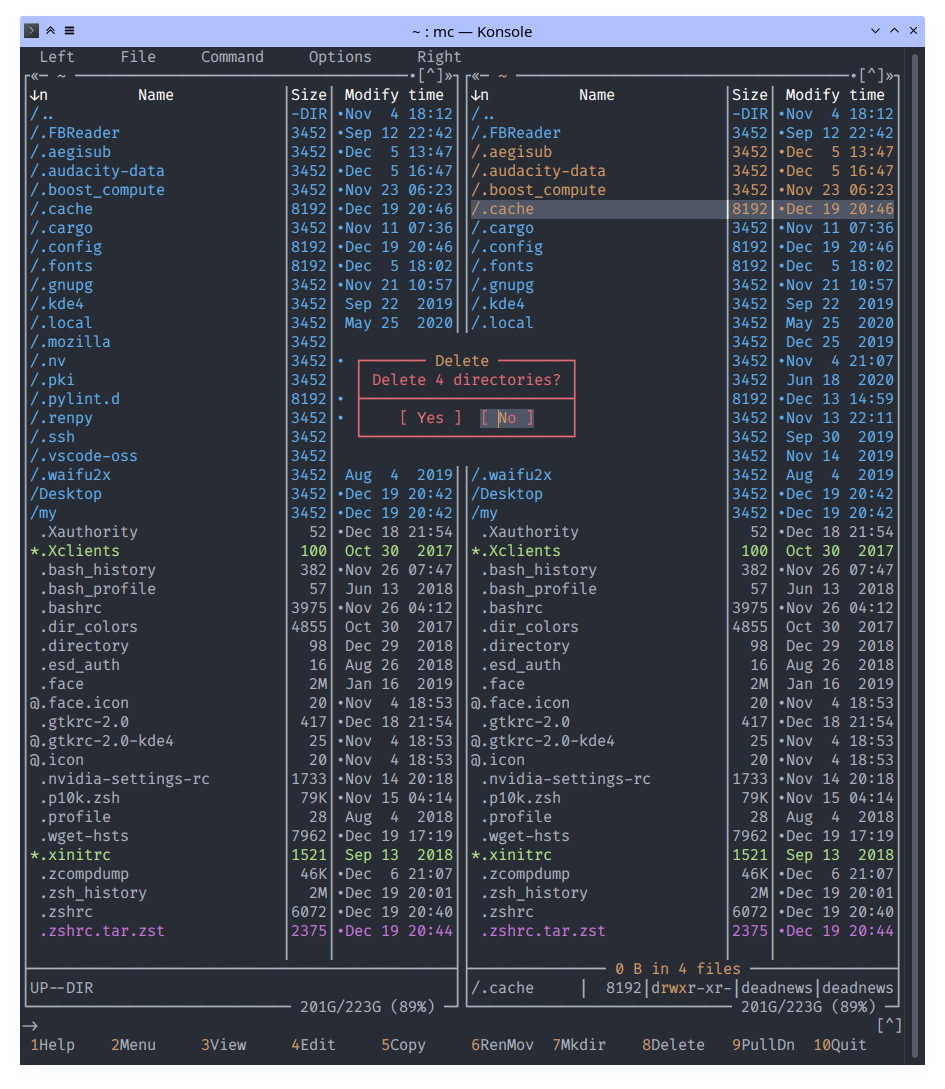 ~ : mc — Konsole
Left File Command Options Right
«— ~ •[^]» «— ~ •[^]»
↓n Name Size Modify time ↓n Name Size Modify time
/.. -DIR •Nov 4 18:12 /.. -DIR •Nov 4 18:12
/.FBReader 3452 •Sep 12 22:42 /.FBReader 3452 •Sep 12 22:42
/.aegisub 3452 •Dec 5 13:47 /.aegisub 3452 •Dec 5 13:47
/.audacity-data 3452 •Dec 5 16:47 /.audacity-data 3452 •Dec 5 16:47
/.boost_compute 3452 •Nov 23 06:23 /.boost_compute 3452 •Nov 23 06:23
/.cache 8192 •Dec 19 20:46 /.cache 8192 •Dec 19 20:46
/.cargo 3452 •Nov 11 07:36 /.cargo 3452 •Nov 11 07:36
/.config 8192 •Dec 19 20:46 /.config 8192 •Dec 19 20:46
/.fonts 8192 •Dec 5 18:02 /.fonts 8192 •Dec 5 18:02
/.gnupg 3452 •Nov 21 10:57 /.gnupg 3452 •Nov 21 10:57
/.kde4 3452 Sep 22 2019 /.kde4 3452 Sep 22 2019
/.local 3452 May 25 2020 /.local 3452 May 25 2020
/.mozilla 3452 3452 Dec 25 2019
/.nv 3452 • Delete 3452 •Nov 4 21:07
/.pki 3452 Delete 4 directories? 3452 Jun 18 2020
/.pylint.d 8192 • 8192 •Dec 13 14:59
/.renpy 3452 • [ Yes ] [ No ] 3452 •Nov 13 22:11
/.ssh 3452 3452 Sep 30 2019
/.vscode-oss 3452 3452 Nov 14 2019
/.waifu2x 3452 Aug 4 2019 /.waifu2x 3452 Aug 4 2019
/Desktop 3452 •Dec 19 20:42 /Desktop 3452 •Dec 19 20:42
/my 3452 •Dec 19 20:42 /my 3452 •Dec 19 20:42
.Xauthority 52 •Dec 18 21:54 .Xauthority 52 •Dec 18 21:54
*.Xclients 100 Oct 30 2017 *.Xclients 100 Oct 30 2017
.bash_history 382 •Nov 26 07:47 .bash_history 382 •Nov 26 07:47
.bash_profile 57 Jun 13 2018 .bash_profile 57 Jun 13 2018
.bashrc 3975 •Nov 26 04:12 .bashrc 3975 •Nov 26 04:12
.dir_colors 4855 Oct 30 2017 .dir_colors 4855 Oct 30 2017
.directory 98 Dec 29 2018 .directory 98 Dec 29 2018
.esd_auth 16 Aug 26 2018 .esd_auth 16 Aug 26 2018
.face 2M Jan 16 2019 .face 2M Jan 16 2019
@.face.icon 20 •Nov 4 18:53 @.face.icon 20 •Nov 4 18:53
.gtkrc-2.0 417 •Dec 18 21:54 .gtkrc-2.0 417 •Dec 18 21:54
@.gtkrc-2.0-kde4 25 •Nov 4 18:53 @.gtkrc-2.0-kde4 25 •Nov 4 18:53
@.icon 20 •Nov 4 18:53 @.icon 20 •Nov 4 18:53
.nvidia-settings-rc 1733 •Nov 14 20:18 .nvidia-settings-rc 1733 •Nov 14 20:18
.p10k.zsh 79K •Nov 15 04:14 .p10k.zsh 79K •Nov 15 04:14
.profile 28 Aug 4 2018 .profile 28 Aug 4 2018
.wget-hsts 7962 •Dec 19 17:19 .wget-hsts 7962 •Dec 19 17:19
*.xinitrc 1521 Sep 13 2018 *.xinitrc 1521 Sep 13 2018
.zcompdump 46K •Dec 6 21:07 .zcompdump 46K •Dec 6 21:07
.zsh_history 2M •Dec 19 20:01 .zsh_history 2M •Dec 19 20:01
.zshrc 6072 •Dec 19 20:40 .zshrc 6072 •Dec 19 20:40
.zshrc.tar.zst 2375 •Dec 19 20:44 .zshrc.tar.zst 2375 •Dec 19 20:44
0 B in 4 files
UP--DIR /.cache | 8192|drwxr-xr-|deadnews|deadnews
201G/223G (89%) 201G/223G (89%)
→ [^]
1Help 2Menu 3View 4Edit 5Copy 6RenMov 7Mkdir 8Delete 9PullDn 10Quit